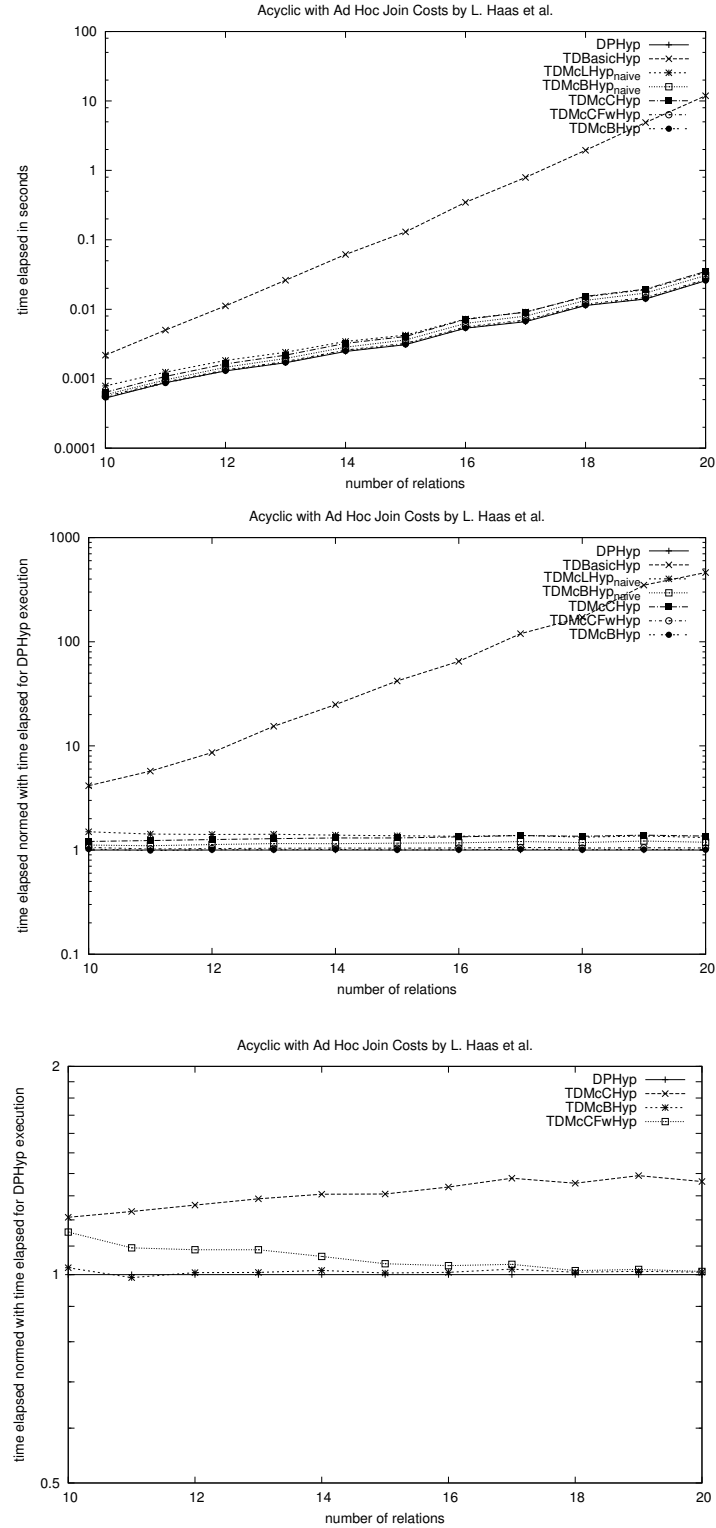 Acyclic with Ad Hoc Join Costs by L. Haas et al.
time elapsed in seconds
100
10
1
0.1
0.01
0.001
0.0001
DPHyp
TDBasicHyp
TDMcLHyp_naive
TDMcBHyp_naive
TDMcCHyp
TDMcCFwHyp
TDMcBHyp
10 12 14 16 18 20
number of relations
Acyclic with Ad Hoc Join Costs by L. Haas et al.
time elapsed normed with time elapsed for DPHyp execution
1000
100
10
1
0.1
DPHyp
TDBasicHyp
TDMcLHyp_naive
TDMcBHyp_naive
TDMcCHyp
TDMcCFwHyp
TDMcBHyp
10 12 14 16 18 20
number of relations
Acyclic with Ad Hoc Join Costs by L. Haas et al.
time elapsed normed with time elapsed for DPHyp execution
2
1
0.5
DPHyp
TDMcCHyp
TDMcBHyp
TDMcCFwHyp
10 12 14 16 18 20
number of relations